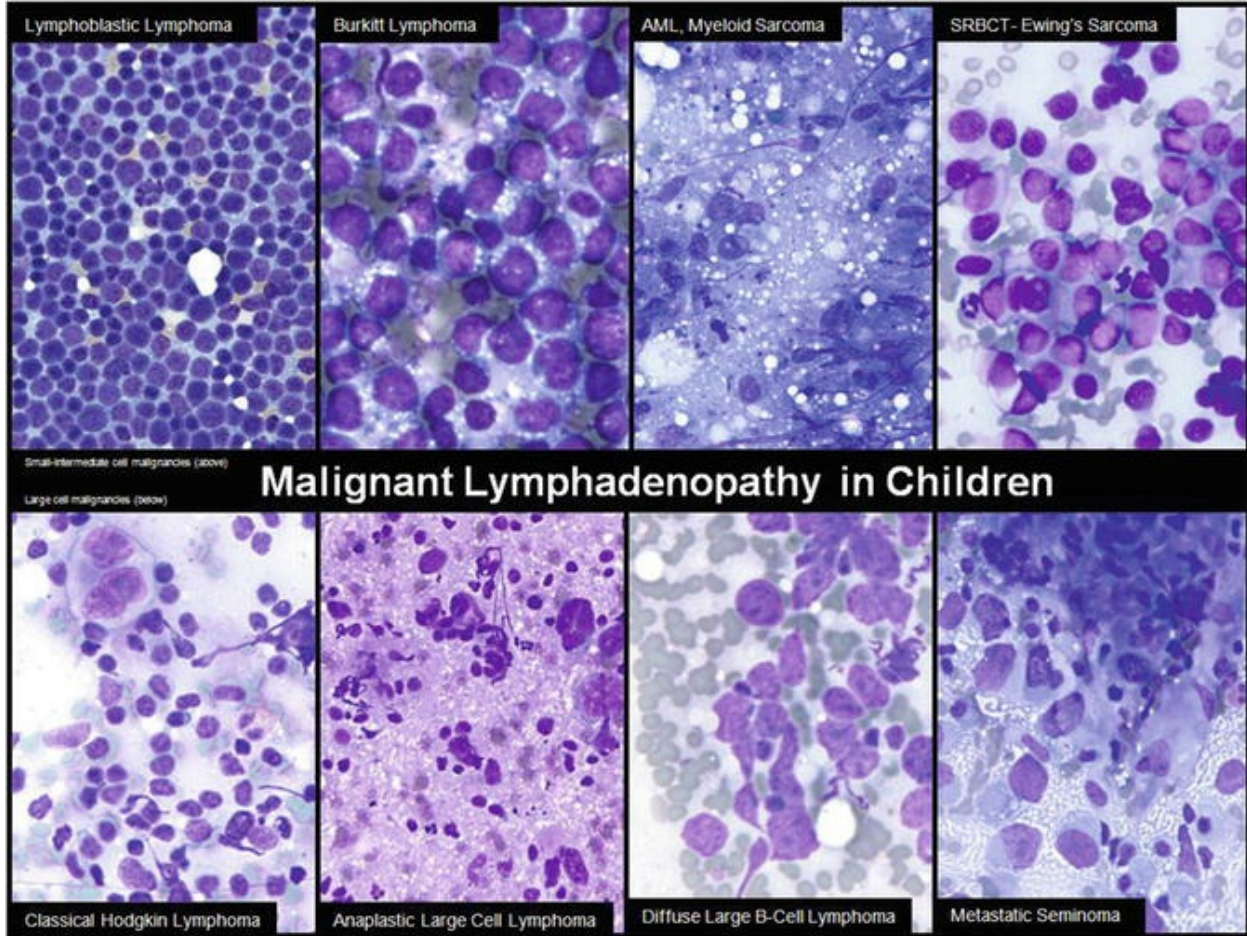 Lymphoblastic Lymphoma
Burkitt Lymphoma
AML, Myeloid Sarcoma
SRBCT- Ewing's Sarcoma
Small-intermediate cell malignancies (above)
Malignant Lymphadenopathy in Children
Large cell malignancies (below)
Classical Hodgkin Lymphoma
Anaplastic Large Cell Lymphoma
Diffuse Large B-Cell Lymphoma
Metastatic Seminoma